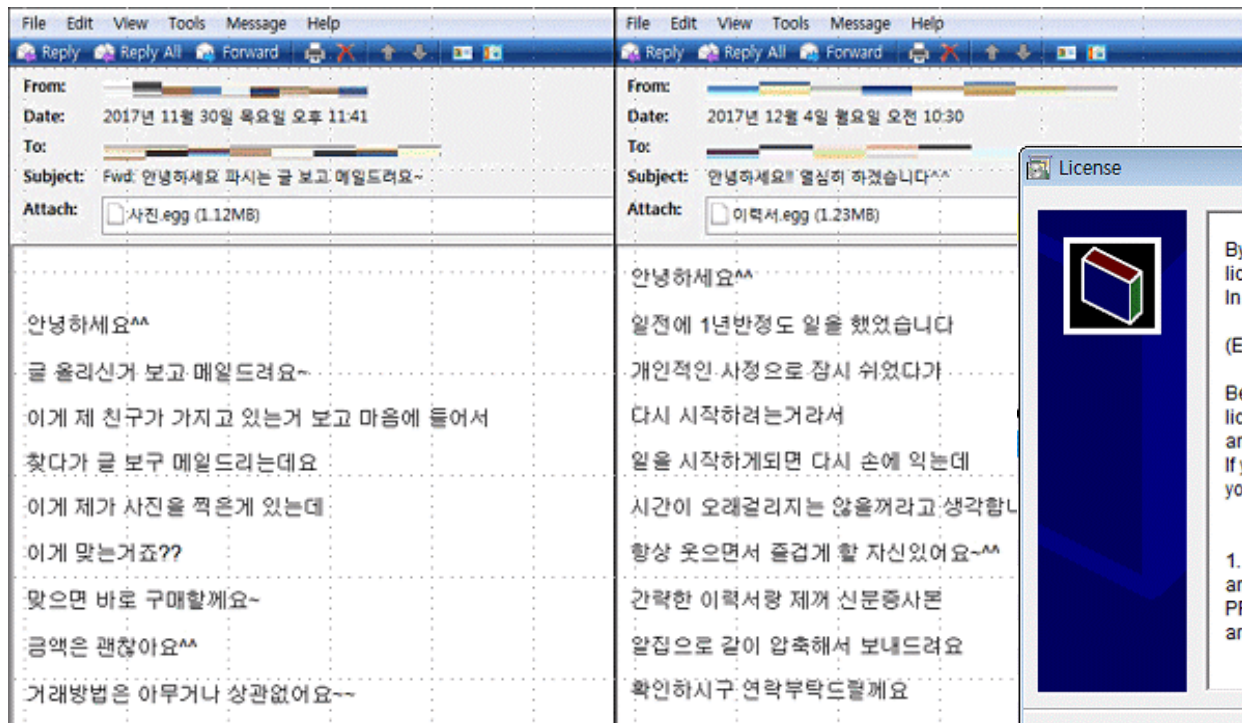 File Edit View Tools Message Help
Reply Reply All Forward
From:
Date: 2017년 11월 30일 목요일 오후 11:41
To:
Subject: Fwd: 안녕하세요 파시는 글 보고 메일드려요~
Attach: 사진.egg (1.12MB)
안녕하세요^^
글 올리신거 보고 메일드려요~
이게 제 친구가 가지고 있는거 보고 마음에 들어서
찾다가 글 보구 메일드리는데요
이게 제가 사진을 찍은게 있는데
이게 맞는거죠??
맞으면 바로 구매할께요~
금액은 괜찮아요^^
거래방법은 아무거나 상관없어요~~
File Edit View Tools Message Help
Reply Reply All Forward
From:
Date: 2017년 12월 4일 월요일 오전 10:30
To:
Subject: 안녕하세요!! 열심히 하겠습니다^^
Attach: 이력서.egg (1.23MB)
안녕하세요^^
일전에 1년반정도 일을 했었습니다
개인적인 사정으로 잠시 쉬었다가
다시 시작하려는거라서
일을 시작하게되면 다시 손에 익는데
시간이 오래걸리지는 않을꺼라고 생각합니
항상 웃으면서 즐겁게 할 자신있어요~^^
간략한 이력서랑 제꺼 신분증사본
알집으로 같이 압축해서 보내드려요
확인하시구 연락부탁드릴께요
License
By
lic
In
(E
Be
lic
ar
If y
yo
1.
ar
PF
ar